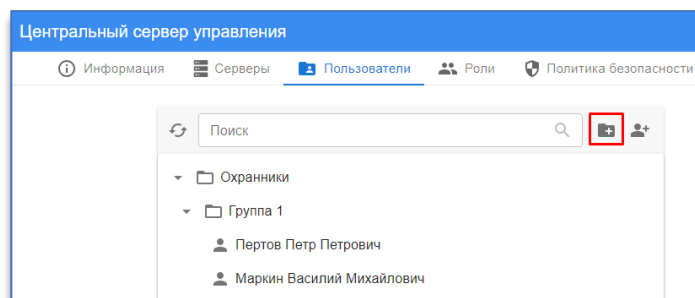 Центральный сервер управления
Информация Серверы Пользователи Роли Политика безопасности
Поиск
Охранники
Группа 1
Пертов Петр Петрович
Маркин Василий Михайлович